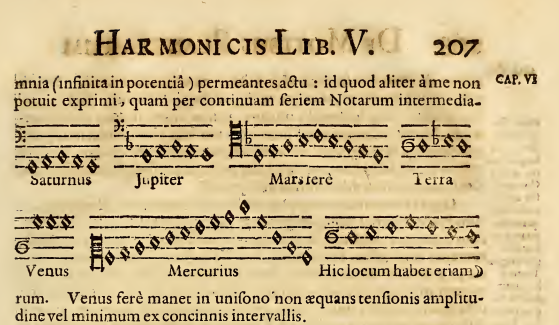 HARMONICIS LIB. V. 207
mnia (infinita in potentiâ) permeantes actu : id quod aliter à me non CAP. VI
potuit exprimi, quam per continuam seriem Notarum intermedia-
Saturnus Jupiter Mars ferè Terra
Venus Mercurius Hic locum habet etiam ☽
rum. Venus ferè manet in unisono non æquans tensionis amplitu-
dine vel minimum ex concinnis intervallis.